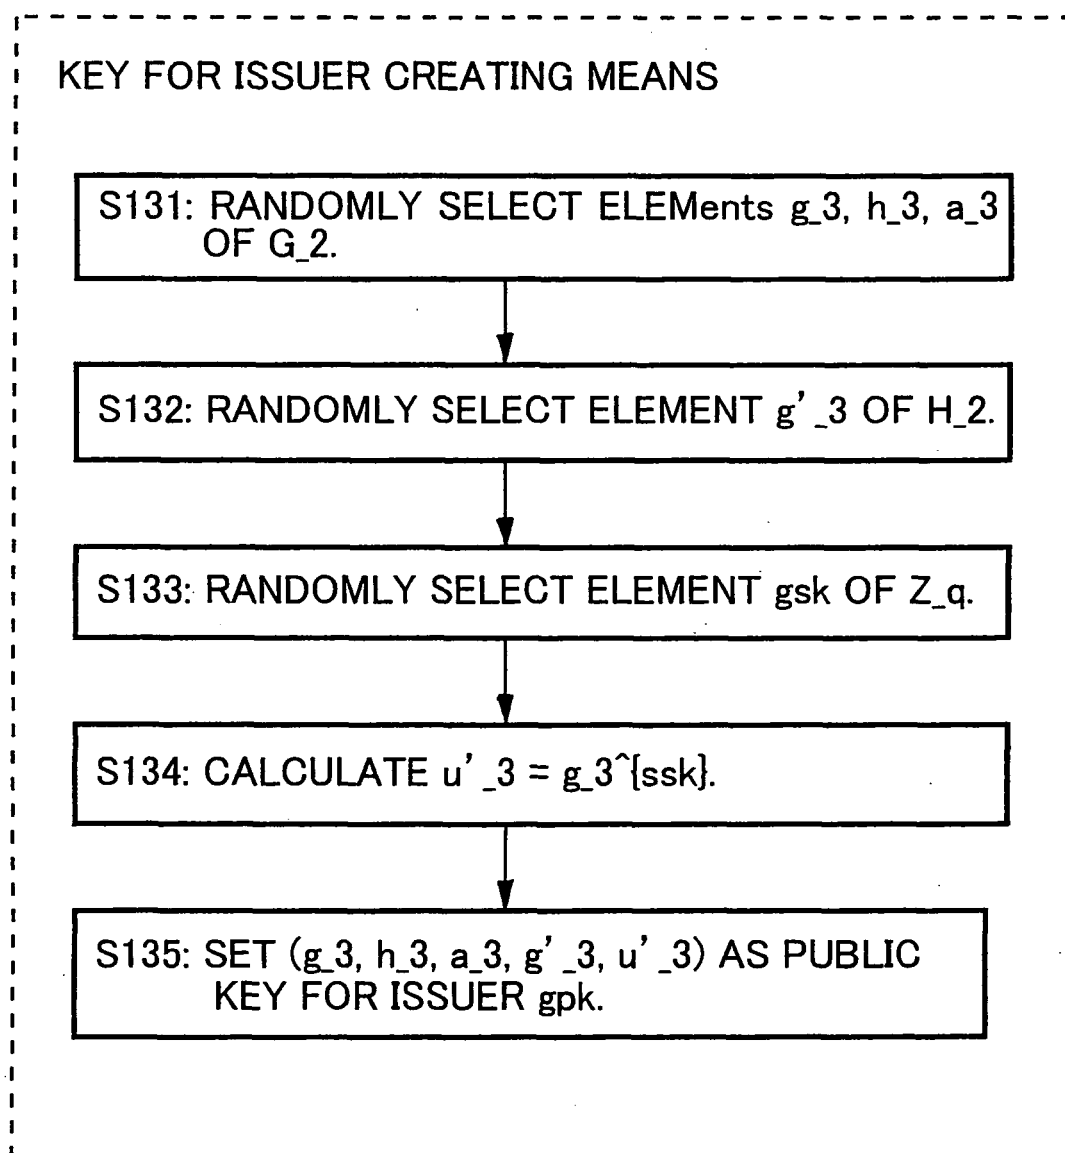 KEY FOR ISSUER CREATING MEANS
S131: RANDOMLY SELECT ELEMents g_3, h_3, a_3
OF G_2.
S132: RANDOMLY SELECT ELEMENT g’_3 OF H_2.
S133: RANDOMLY SELECT ELEMENT gsk OF Z_q.
S134: CALCULATE u’_3 = g_3^{ssk}.
S135: SET (g_3, h_3, a_3, g’_3, u’_3) AS PUBLIC
KEY FOR ISSUER gpk.